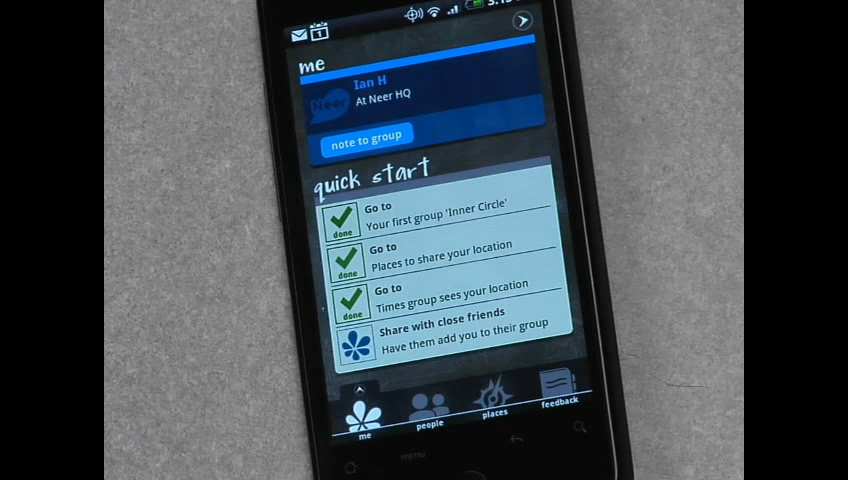 1
me
Neer
Ian H
At Neer HQ
note to group
quick start
Go to
Your first group 'Inner Circle'
done
Go to
Places to share your location
done
Go to
Times group sees your location
done
Share with close friends
Have them add you to their group
me
people
places
feedback
menu